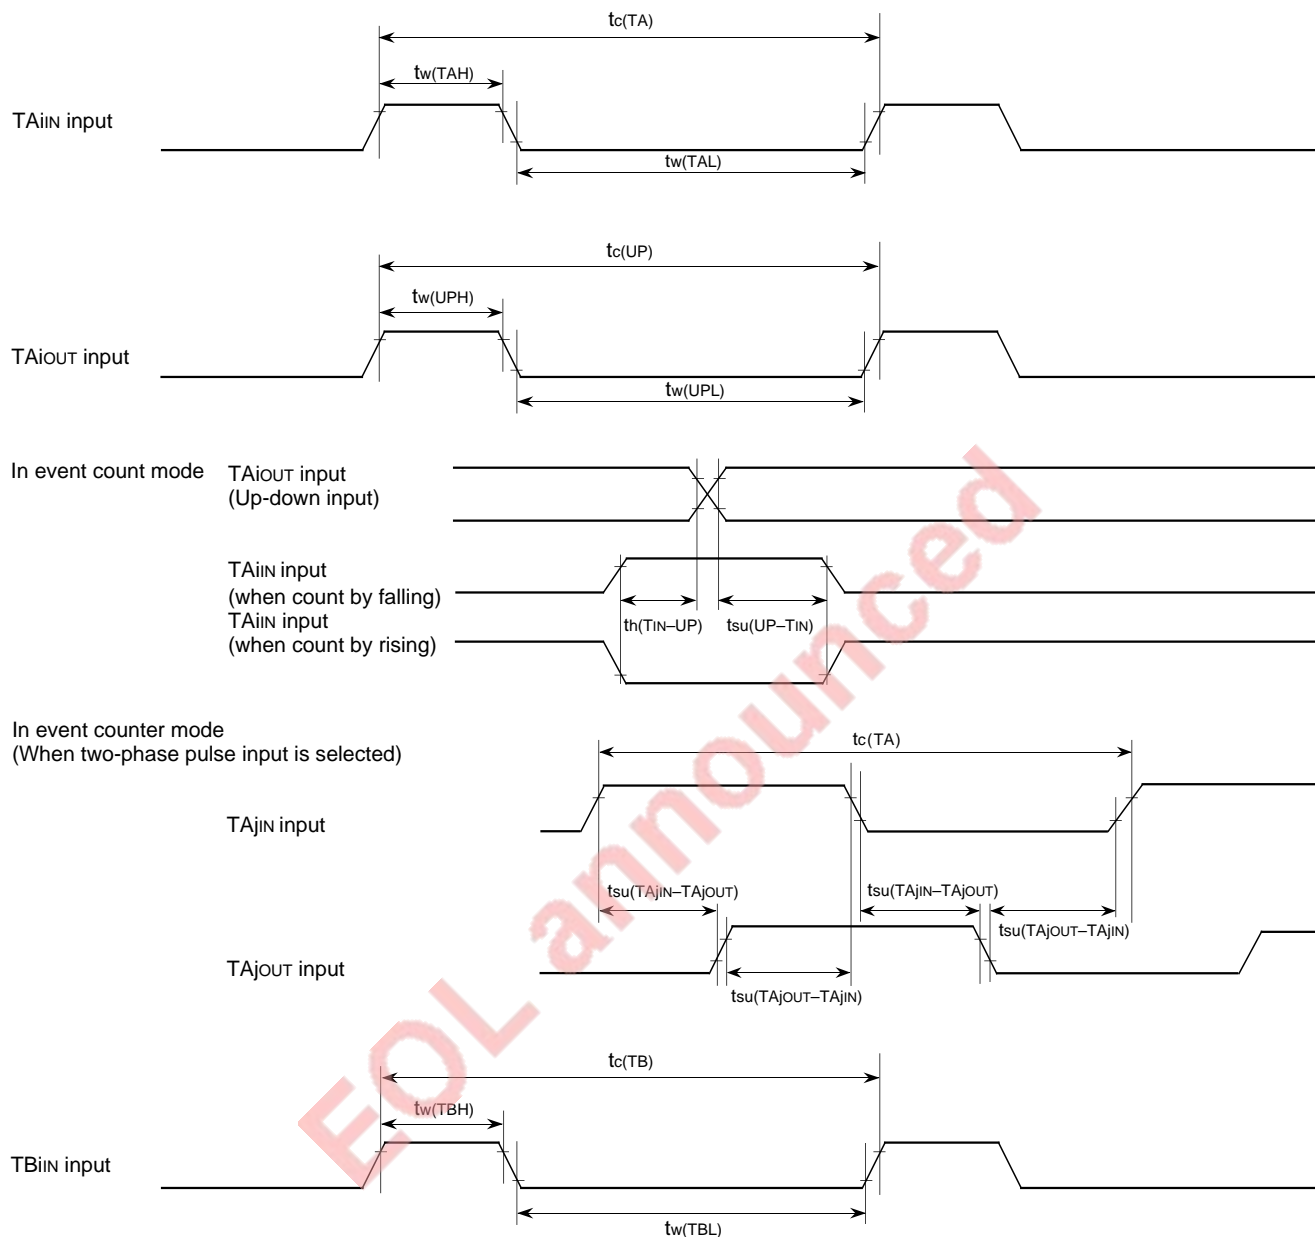 tc(TA)
tw(TAH)
TAiIN input
tw(TAL)
tc(UP)
tw(UPH)
TAiOUT input
tw(UPL)
In event count mode
TAiOUT input
(Up-down input)
TAiIN input
(when count by falling)
th(TIN–UP)
tsu(UP–TIN)
TAiIN input
(when count by rising)
In event counter mode
(When two-phase pulse input is selected)
tc(TA)
TAjIN input
tsu(TAjIN–TAjOUT)
tsu(TAjIN–TAjOUT)
tsu(TAjOUT–TAjIN)
TAjOUT input
tsu(TAjOUT–TAjIN)
tc(TB)
tw(TBH)
TBiIN input
tw(TBL)
EOL announced